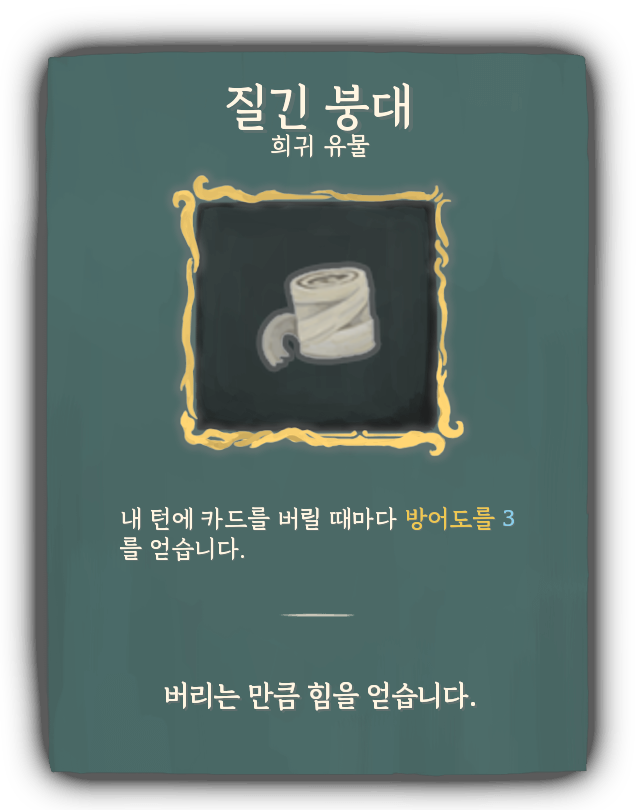 질긴 붕대
희귀 유물
내 턴에 카드를 버릴 때마다 방어도를 3
를 얻습니다.
버리는 만큼 힘을 얻습니다.